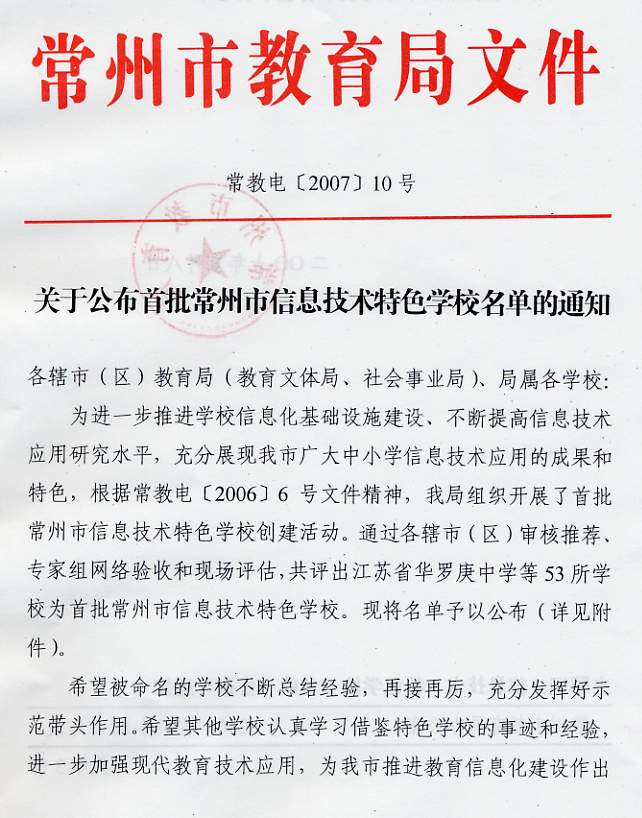 常州市教育局文件
常教电〔2007〕10号
关于公布首批常州市信息技术特色学校名单的通知
各辖市（区）教育局（教育文体局、社会事业局）、局属各学校：
为进一步推进学校信息化基础设施建设、不断提高信息技术
应用研究水平，充分展现我市广大中小学信息技术应用的成果和
特色，根据常教电〔2006〕6 号文件精神，我局组织开展了首批
常州市信息技术特色学校创建活动。通过各辖市（区）审核推荐、
专家组网络验收和现场评估，共评出江苏省华罗庚中学等 53 所学
校为首批常州市信息技术特色学校。现将名单予以公布（详见附
件）。
希望被命名的学校不断总结经验，再接再厉，充分发挥好示
范带头作用。希望其他学校认真学习借鉴特色学校的事迹和经验，
进一步加强现代教育技术应用，为我市推进教育信息化建设作出